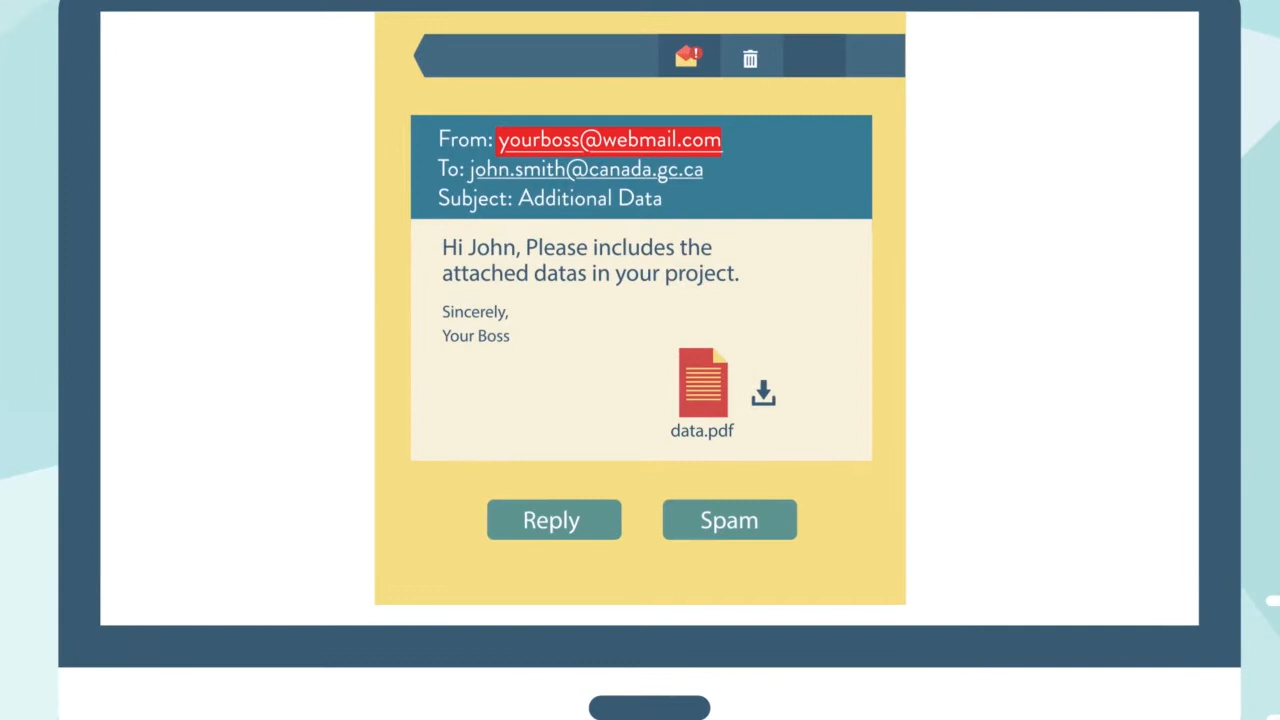 From: yourboss@webmail.com
To: john.smith@canada.gc.ca
Subject: Additional Data
Hi John, Please includes the
attached datas in your project.
Sincerely,
Your Boss
data.pdf
Reply
Spam